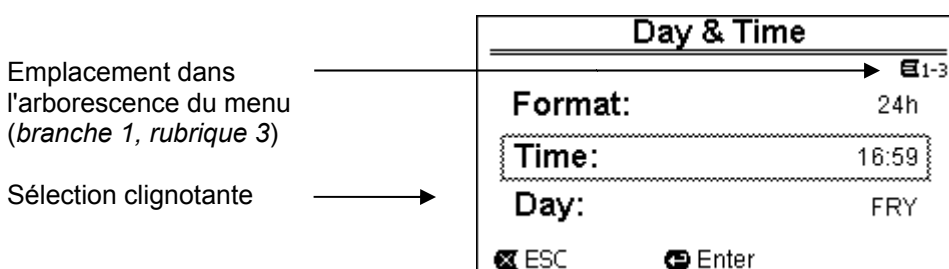 Day & Time
Emplacement dans
l'arborescence du menu
(branche 1, rubrique 3)
1-3
Format: 24h
Time: 16:59
Sélection clignotante
Day: FRY
ESC Enter